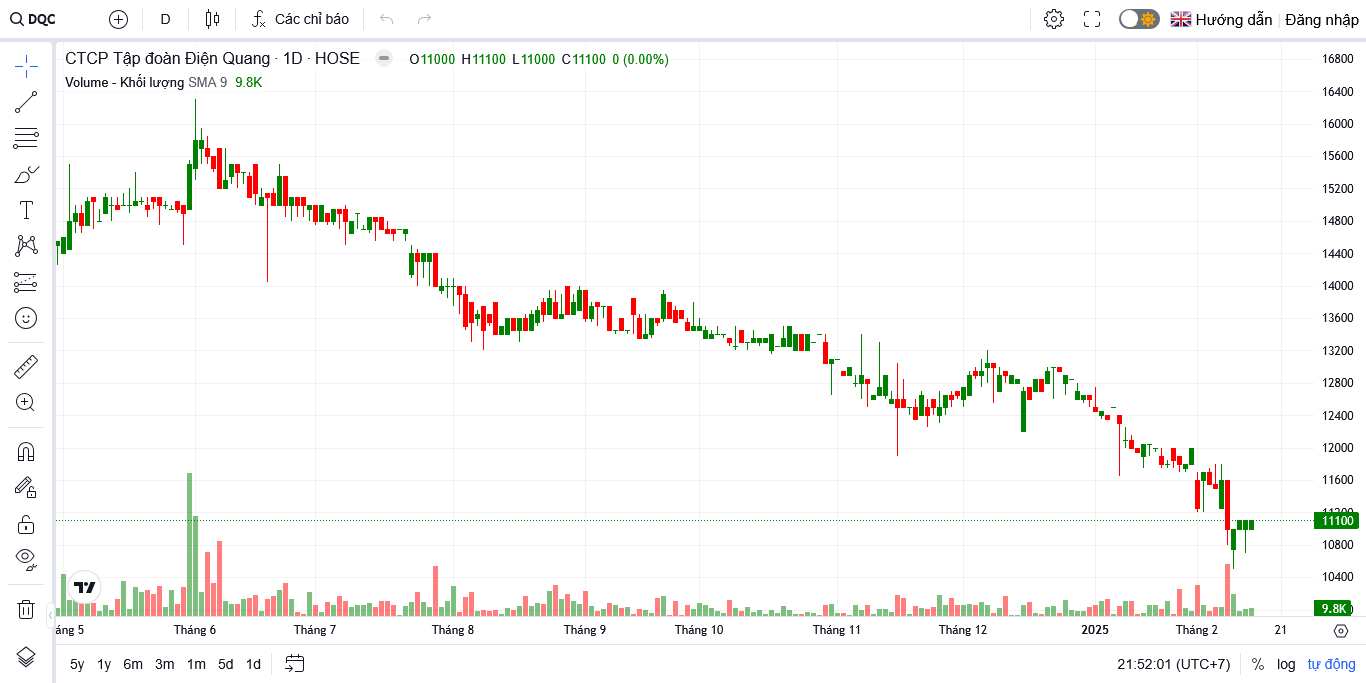 DQC
D
Các chỉ báo
Hướng dẫn
Đăng nhập
CTCP Tập đoàn Điện Quang · 1D · HOSE
O11000 H11100 L11000 C11100 0 (0.00%)
Volume - Khối lượng SMA 9 9.8K
16800
16400
16000
15600
15200
14800
14400
14000
13600
13200
12800
12400
12000
11600
11200
11100
10800
10400
9.8K
áng 5
Tháng 6
Tháng 7
Tháng 8
Tháng 9
Tháng 10
Tháng 11
Tháng 12
2025
Tháng 2
21
5y 1y 6m 3m 1m 5d 1d
21:52:01 (UTC+7)
% log tự động